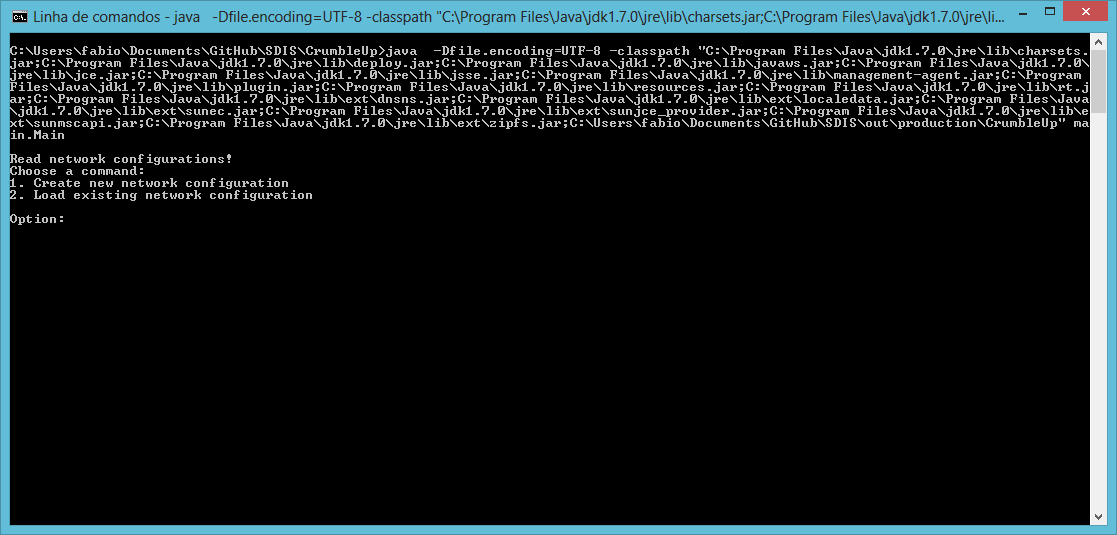 Linha de comandos - java  -Dfile.encoding=UTF-8 -classpath "C:\Program Files\Java\jdk1.7.0\jre\lib\charsets.jar;C:\Program Files\Java\jdk1.7.0\jre\li...
C:\Users\fabio\Documents\GitHub\SDIS\CrumbleUp>java  -Dfile.encoding=UTF-8 -classpath "C:\Program Files\Java\jdk1.7.0\jre\lib\charsets.
jar;C:\Program Files\Java\jdk1.7.0\jre\lib\deploy.jar;C:\Program Files\Java\jdk1.7.0\jre\lib\javaws.jar;C:\Program Files\Java\jdk1.7.0\
jre\lib\jce.jar;C:\Program Files\Java\jdk1.7.0\jre\lib\jsse.jar;C:\Program Files\Java\jdk1.7.0\jre\lib\management-agent.jar;C:\Program 
Files\Java\jdk1.7.0\jre\lib\plugin.jar;C:\Program Files\Java\jdk1.7.0\jre\lib\resources.jar;C:\Program Files\Java\jdk1.7.0\jre\lib\rt.j
ar;C:\Program Files\Java\jdk1.7.0\jre\lib\ext\dnsns.jar;C:\Program Files\Java\jdk1.7.0\jre\lib\ext\localedata.jar;C:\Program Files\Java
\jdk1.7.0\jre\lib\ext\sunec.jar;C:\Program Files\Java\jdk1.7.0\jre\lib\ext\sunjce_provider.jar;C:\Program Files\Java\jdk1.7.0\jre\lib\e
xt\sunmscapi.jar;C:\Program Files\Java\jdk1.7.0\jre\lib\ext\zipfs.jar;C:\Users\fabio\Documents\GitHub\SDIS\out\production\CrumbleUp" ma
in.Main
Read network configurations!
Choose a command:
1. Create new network configuration
2. Load existing network configuration
Option: